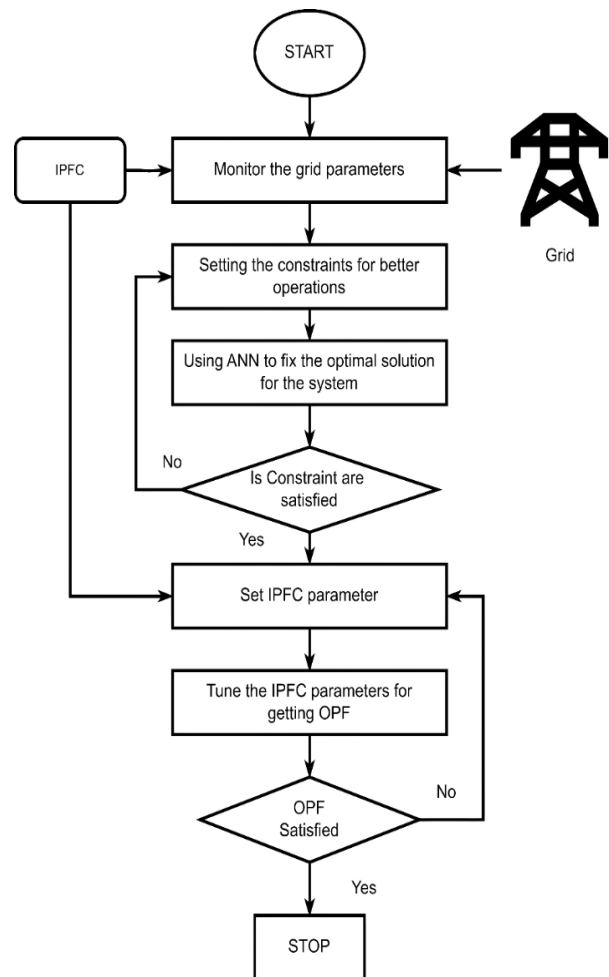 START
IPFC
Monitor the grid parameters
Grid
Setting the constraints for better
operations
Using ANN to fix the optimal solution
for the system
No
Is Constraint are
satisfied
Yes
Set IPFC parameter
Tune the IPFC parameters for
getting OPF
No
OPF
Satisfied
Yes
STOP